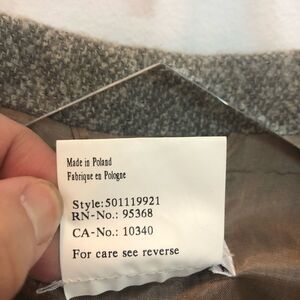 Made in Poland
Fabrique en Pologne
Style:501119921
RN-No.: 95368
CA-No.: 10340
For care see reverse